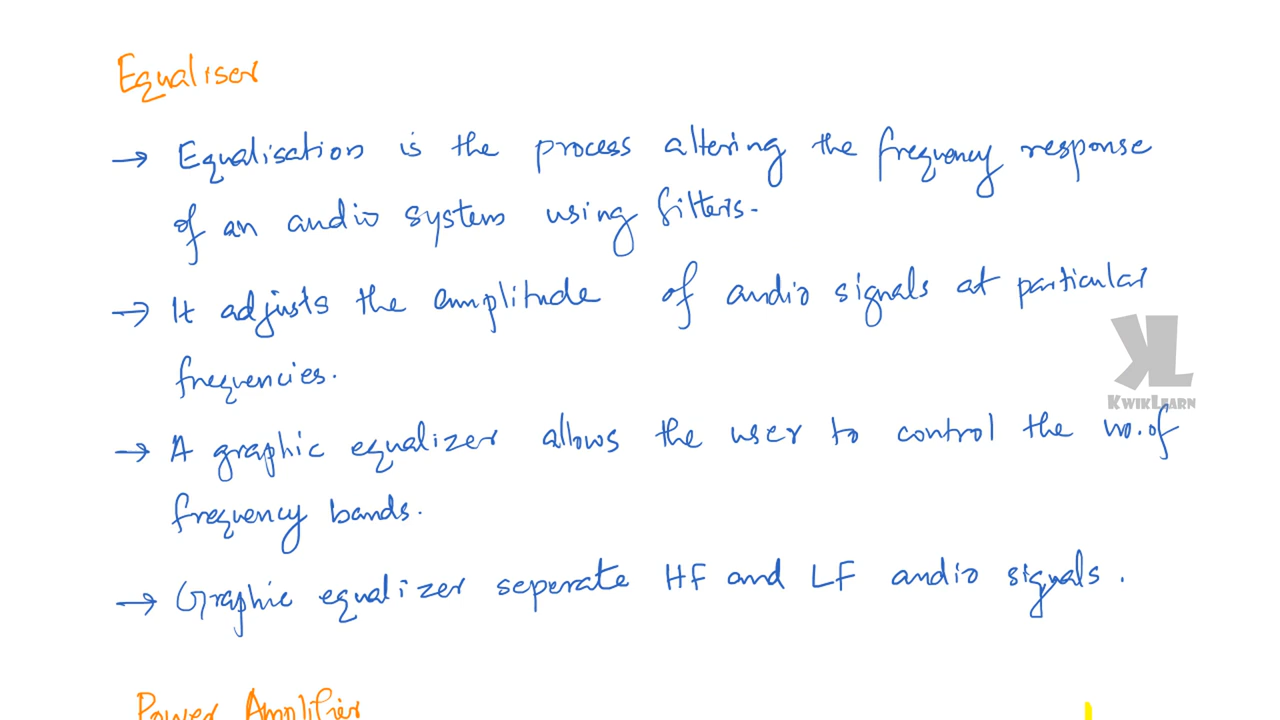 Equaliser
→ Equalisation is the process altering the frequency response
of an audio system using filters.
→ It adjusts the amplitude of audio signals at particular
frequencies.
KWIKLEARN
→ A graphic equalizer allows the user to control the no. of
frequency bands.
→ Graphic equalizer seperate HF and LF audio signals.
Power Amplifier